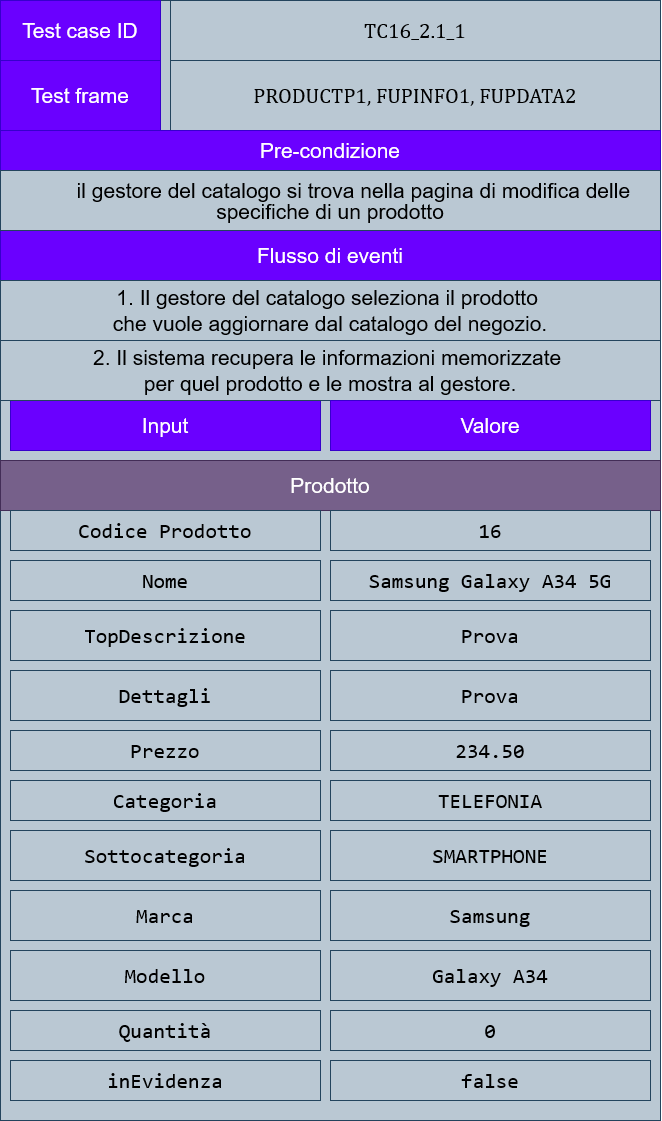 Test case ID
TC16_2.1_1
Test frame
PRODUCTP1, FUPINFO1, FUPDATA2
Pre-condizione
il gestore del catalogo si trova nella pagina di modifica delle
specifiche di un prodotto
Flusso di eventi
1. Il gestore del catalogo seleziona il prodotto
che vuole aggiornare dal catalogo del negozio.
2. Il sistema recupera le informazioni memorizzate
per quel prodotto e le mostra al gestore.
Input
Valore
Prodotto
Codice Prodotto
16
Nome
Samsung Galaxy A34 5G
TopDescrizione
Prova
Dettagli
Prova
Prezzo
234.50
Categoria
TELEFONIA
Sottocategoria
SMARTPHONE
Marca
Samsung
Modello
Galaxy A34
Quantità
0
inEvidenza
false